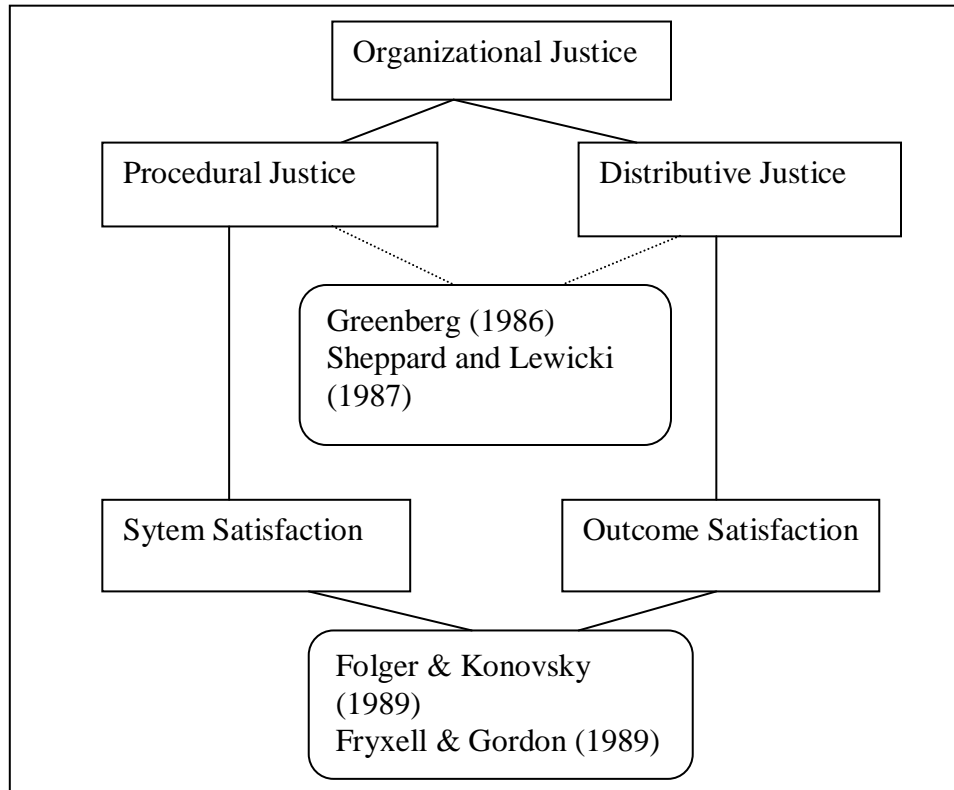 Organizational Justice
Procedural Justice
Distributive Justice
Greenberg (1986)
Sheppard and Lewicki
(1987)
Sytem Satisfaction
Outcome Satisfaction
Folger & Konovsky
(1989)
Fryxell & Gordon (1989)